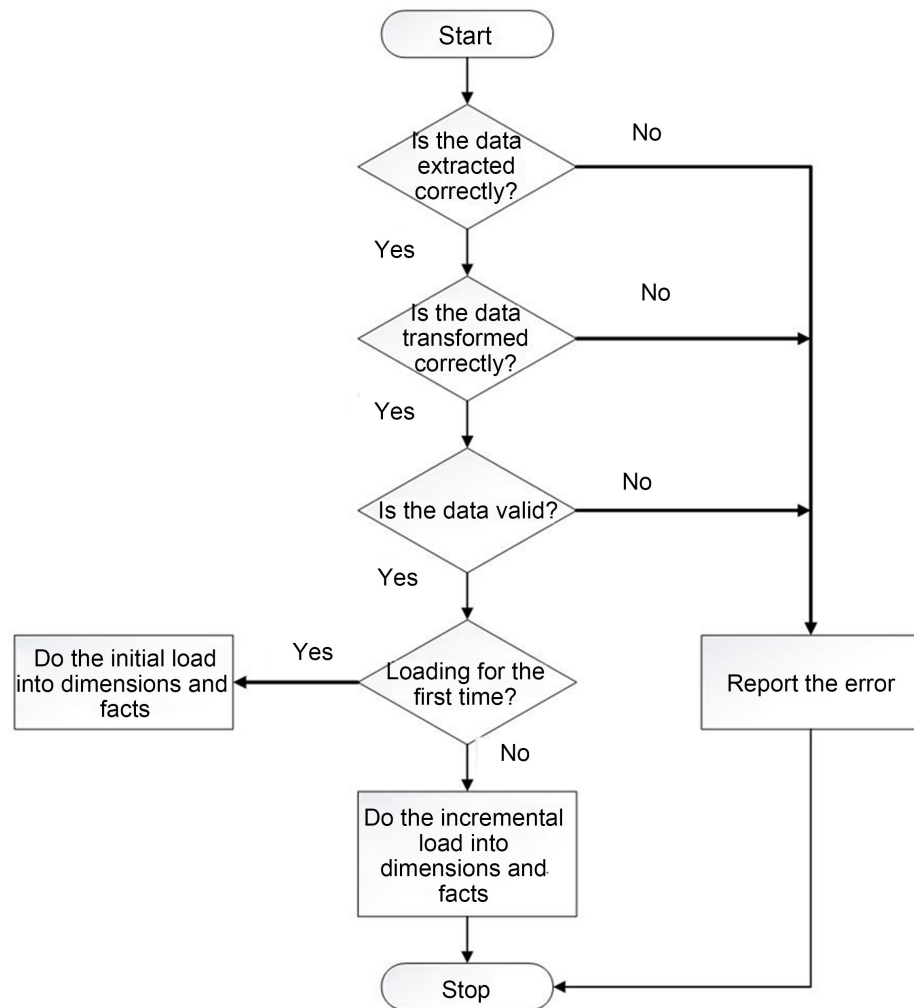 Start
Is the data
extracted
correctly?
No
Yes
Is the data
transformed
correctly?
No
Yes
Is the data valid?
No
Yes
Loading for the
first time?
Yes
Do the initial load
into dimensions and
facts
Report the error
No
Do the incremental
load into
dimensions and
facts
Stop